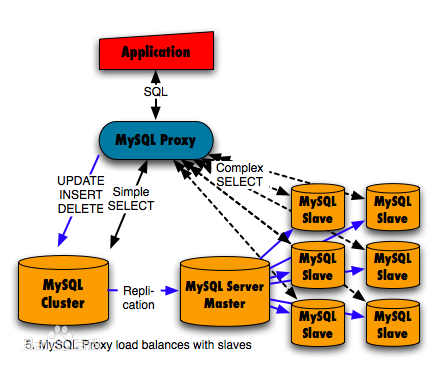 Application
SQL
MySQL Proxy
Complex
SELECT
UPDATE
INSERT
DELETE
Simple
SELECT
MySQL
Slave
MySQL
Slave
MySQL
Slave
MySQL
Slave
MySQL
Slave
MySQL
Slave
MySQL
Cluster
Repli-
cation
MySQL Server
Master
5. MySQL Proxy load balances with slaves